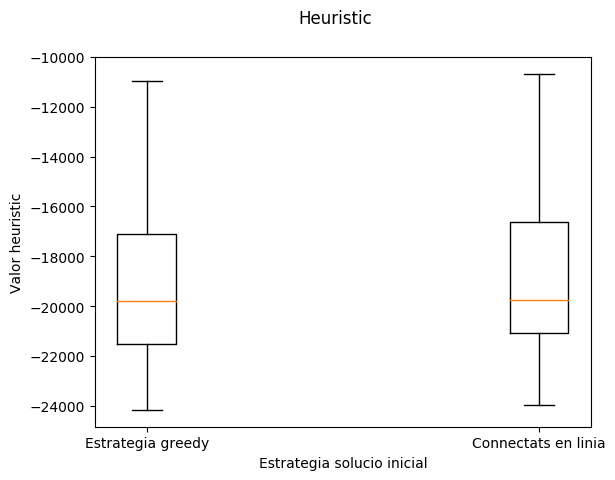 Heuristic
−10000
−12000
−14000
−16000
−18000
−20000
−22000
−24000
Valor heuristic
Estrategia greedy
Connectats en linia
Estrategia solucio inicial